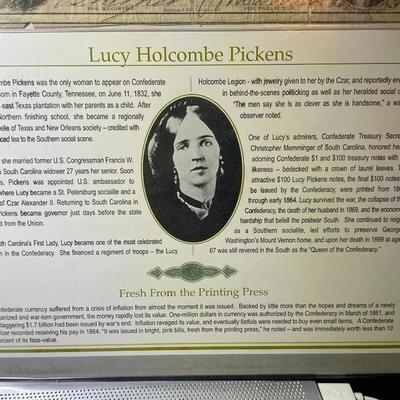 Lucy Holcombe Pickens
mbe Pickens was the only woman to appear on Confederate
orn in Fayette County, Tennessee, on June 11, 1832, she
east Texas plantation with her parents as a child. After
Northern finishing school, she became a regionally
elle of Texas and New Orleans society – credited with
ced tea to the Southern social scene.
she married former U.S. Congressman Francis W.
South Carolina widower 27 years her senior. Soon
s, Pickens was appointed U.S. ambassador to
where Lucy became a St. Petersburg socialite and a
of Czar Alexander II. Returning to South Carolina in
Pickens became governor just days before the state
d from the Union.
th Carolina's First Lady, Lucy became one of the most celebrated
n in the Confederacy. She financed a regiment of troops – the Lucy
Holcombe Legion - with jewelry given to her by the Czar, and reportedly eng
in behind-the-scenes politicking as well as her heralded social
"The men say she is as clever as she is handsome," a wa
observer noted.
One of Lucy's admirers, Confederate Treasury Secre
Christopher Memminger of South Carolina, honored he
adorning Confederate $1 and $100 treasury notes with
likeness – bedecked with a crown of laurel leaves.
attractive $100 Lucy Pickens notes, the final $100 notes
be issued by the Confederacy, were printed from 186
through early 1864. Lucy survived the war, the collapse of th
Confederacy, the death of her husband in 1869, and the econom
hardship that befell the postwar South. She continued to reig
as a Southern socialite, led efforts to preserve George
Washington's Mount Vernon home, and upon her death in 1899 at age
67 was still revered in the South as the "Queen of the Confederacy."
Fresh From the Printing Press
nfederate currency suffered from a crisis of inflation from almost the moment it was issued. Backed by little more than the hopes and dreams of a newly
anized and war-torn government, the money rapidly lost its value. One-million dollars in currency was authorized by the Confederacy in March of 1861, and
taggering $1.7 billion had been issued by war's end. Inflation ravaged its value, and eventually fistfuls were needed to buy even small items. A Confederate
lor recorded receiving his pay in 1864: "It was issued in bright, pink bills, fresh from the printing press," he noted – and was immediately worth less than 10
ercent of its face-value.